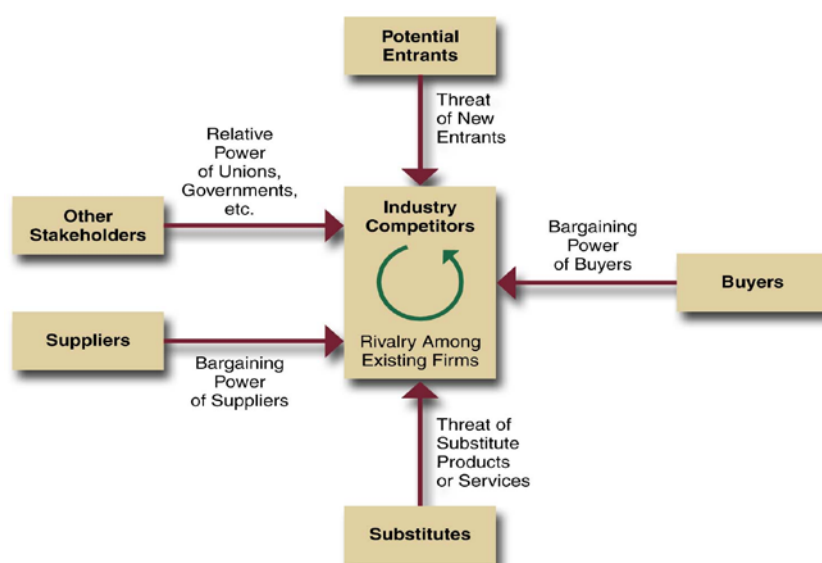 Potential
Entrants
Threat
of New
Entrants
Relative
Power
of Unions,
Governments,
etc.
Other
Stakeholders
Industry
Competitors
Bargaining
Power
of Buyers
Buyers
Suppliers
Rivalry Among
Existing Firms
Bargaining
Power
of Suppliers
Threat of
Substitute
Products
or Services
Substitutes